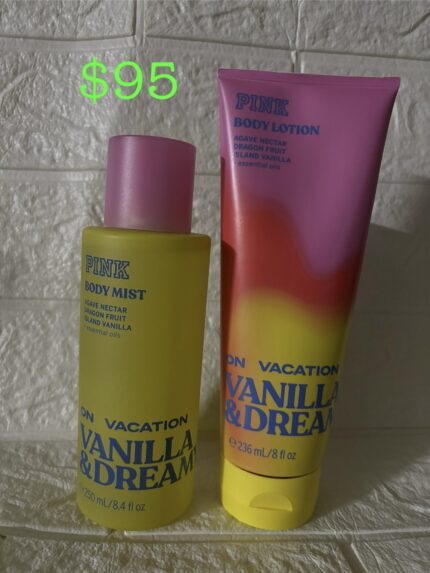 $95
PINK
BODY MIST
AGAVE NECTAR
DRAGON FRUIT
ISLAND VANILLA
essential oils
ON VACATION
VANILLA
&DREAMY
250 mL/8.4 fl oz
PINK
BODY LOTION
AGAVE NECTAR
DRAGON FRUIT
ISLAND VANILLA
+ essential oils
ON VACATION
VANILLA
&DREAM
℮ 236 mL/8 fl oz